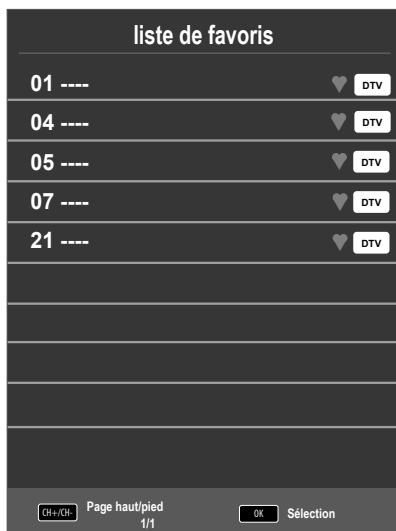 liste de favoris
01 ---- DTV
04 ---- DTV
05 ---- DTV
07 ---- DTV
21 ---- DTV
CH+/CH- Page haut/pied OK Sélection
1/1